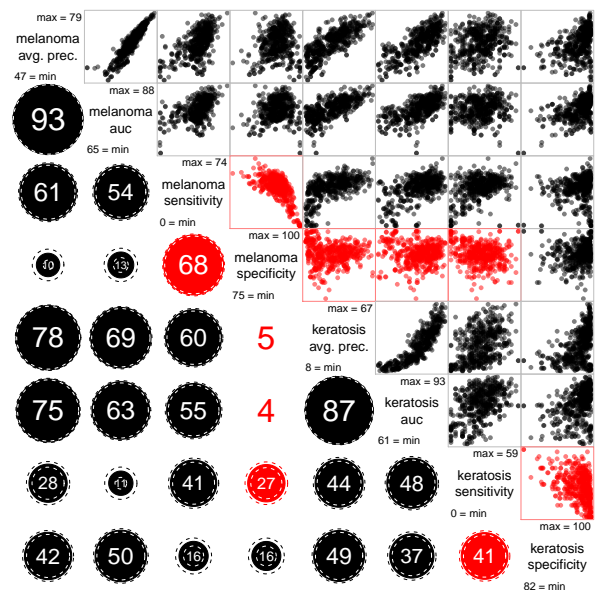 max = 79
melanoma
avg. prec.
47 = min
max = 88
93
melanoma
auc
65 = min
max = 74
61
54
melanoma
sensitivity
0 = min
max = 100
10
13
68
melanoma
specificity
75 = min
max = 67
78
69
60
5
keratosis
avg. prec.
8 = min
max = 93
75
63
55
4
87
keratosis
auc
61 = min
max = 59
28
11
41
27
44
48
keratosis
sensitivity
0 = min
max = 100
42
50
16
16
49
37
41
keratosis
specificity
82 = min